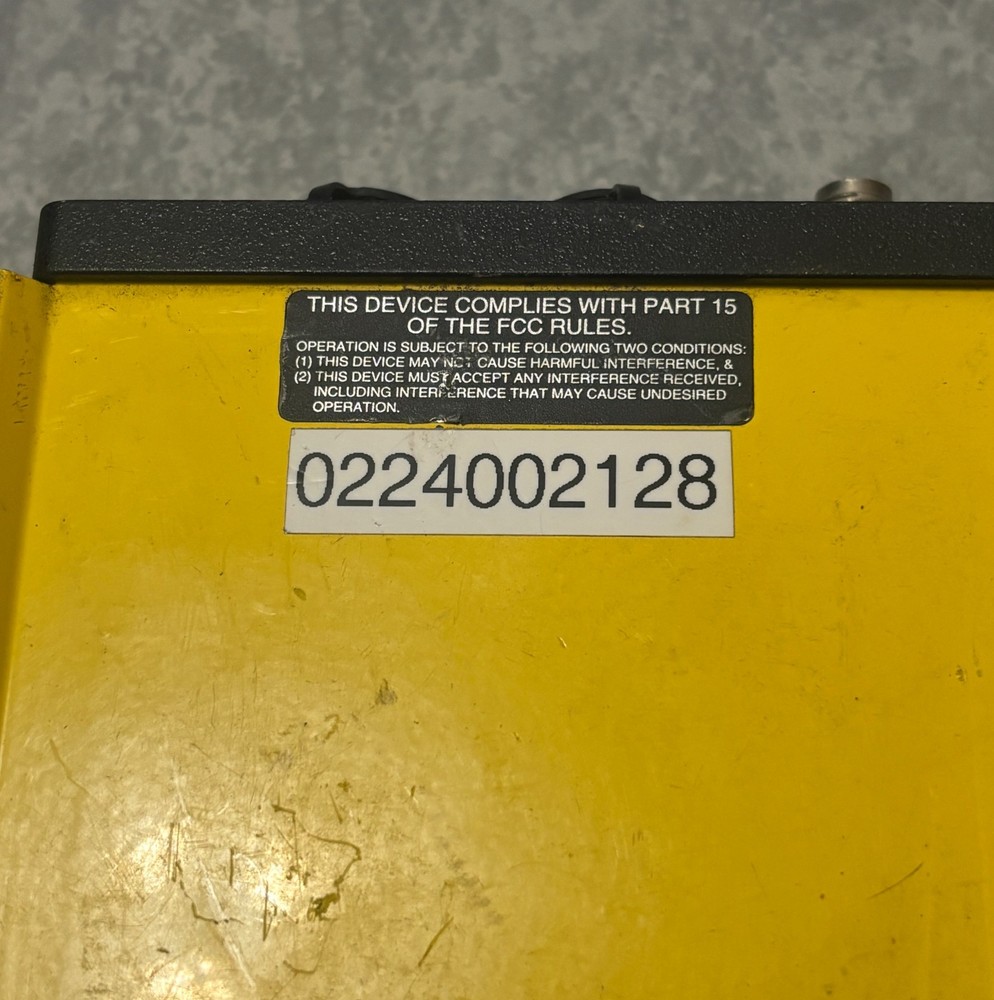 THIS DEVICE COMPLIES WITH PART 15
OF THE FCC RULES.
OPERATION IS SUBJECT TO THE FOLLOWING TWO CONDITIONS:
(1) THIS DEVICE MAY NOT CAUSE HARMFUL INTERFERENCE, &
(2) THIS DEVICE MUST ACCEPT ANY INTERFERENCE RECEIVED,
INCLUDING INTERFERENCE THAT MAY CAUSE UNDESIRED
OPERATION.
0224002128